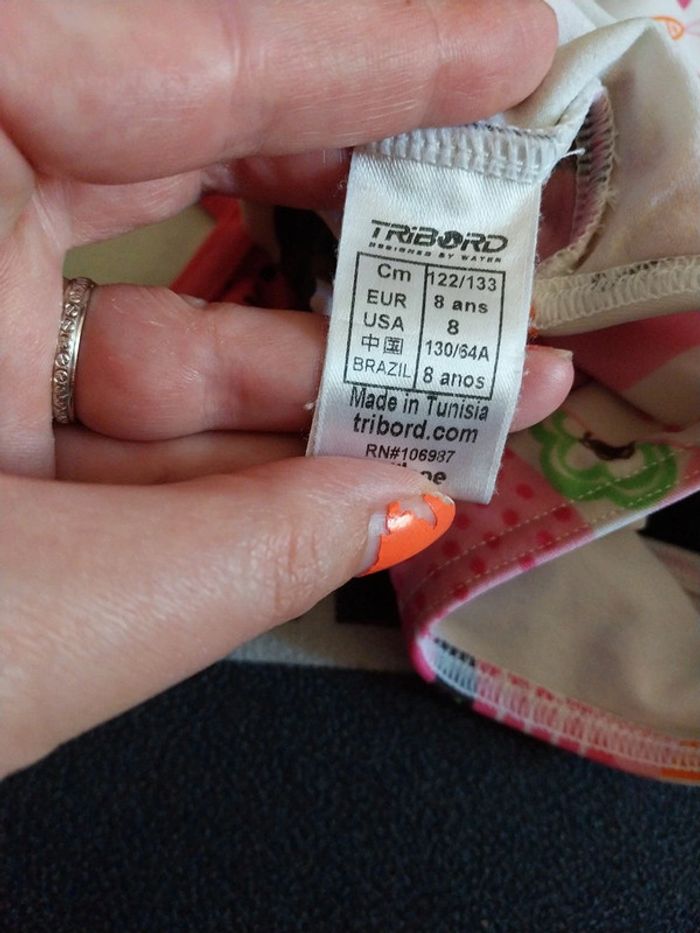 TRIBORD
DESIGNED BY WATER
Cm 122/133
EUR 8 ans
USA 8
中国 130/64A
BRAZIL 8 anos
Made in Tunisia
tribord.com
RN#106987